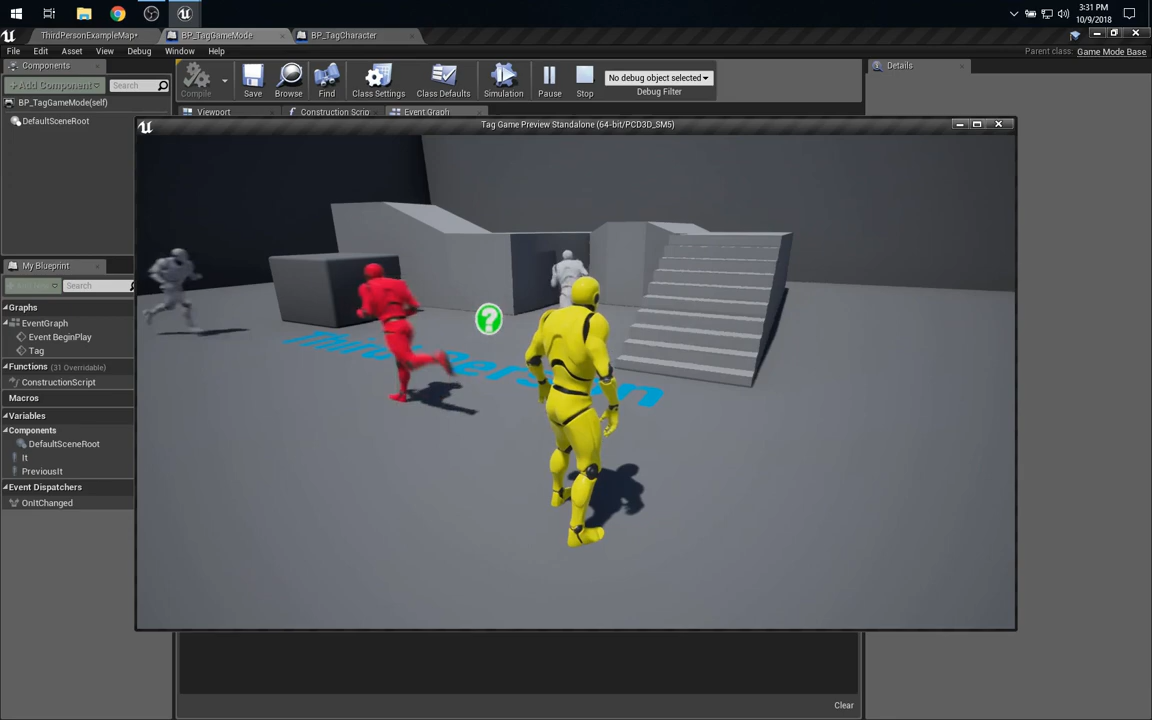 3:31 PM
10/9/2018
ThirdPersonExampleMap*
BP_TagGameMode
BP_TagCharacter
File
Edit
Asset
View
Debug
Window
Help
Parent class:
Game Mode Base
Components
+Add Component
Search
BP_TagGameMode(self)
DefaultSceneRoot
My Blueprint
Search
Graphs
EventGraph
Event BeginPlay
Tag
Functions
(31 Overridable)
ConstructionScript
Macros
Variables
Components
DefaultSceneRoot
It
PreviousIt
Event Dispatchers
OnItChanged
Compile
Save
Browse
Find
Class Settings
Class Defaults
Simulation
Pause
Stop
No debug object selected
Debug Filter
Details
Viewport
Construction Scrip
Event Graph
Tag Game Preview Standalone (64-bit/PCD3D_SM5)
?
Clear